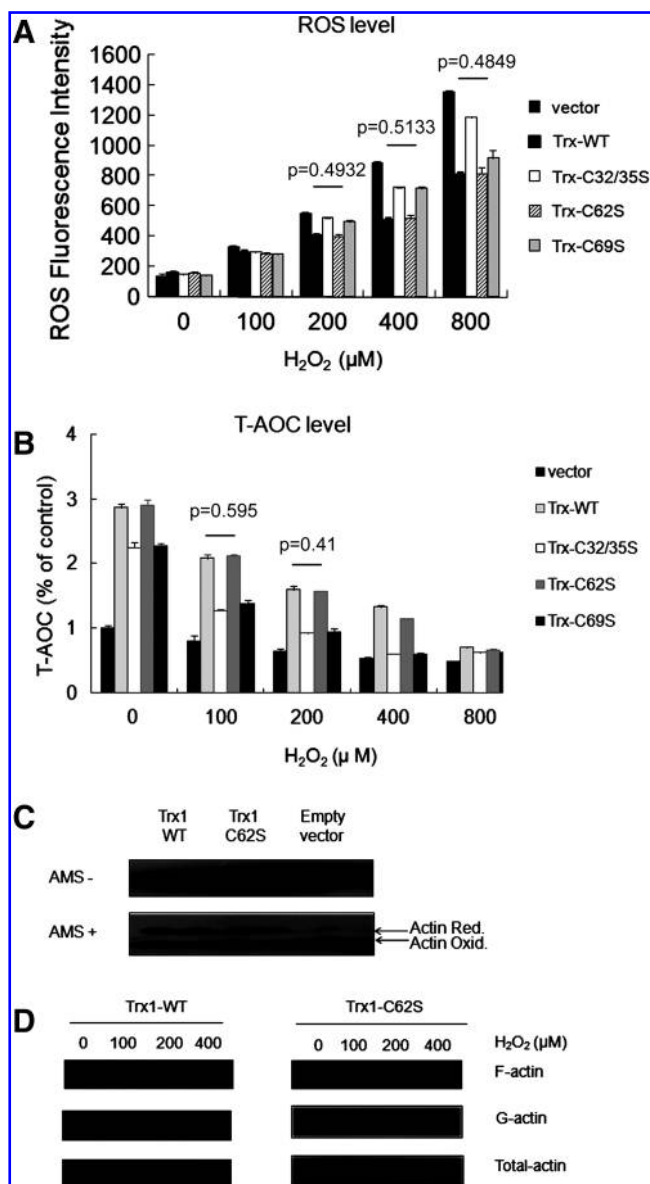 A
ROS level
ROS Fluorescence Intensity
1600
1400
1200
1000
800
600
400
200
0
p=0.4932
p=0.5133
p=0.4849
vector
Trx-WT
Trx-C32/35S
Trx-C62S
Trx-C69S
0 100 200 400 800
H₂O₂ (µM)
B
T-AOC level
T-AOC (% of control)
4
3
2
1
0
p=0.595
p=0.41
vector
Trx-WT
Trx-C32/35S
Trx-C62S
Trx-C69S
0 100 200 400 800
H₂O₂ (µ M)
C
Trx1 Trx1 Empty
WT C62S vector
AMS -
AMS +
Actin Red.
Actin Oxid.
D
Trx1-WT Trx1-C62S
0 100 200 400 0 100 200 400 H₂O₂ (µM)
F-actin
G-actin
Total-actin